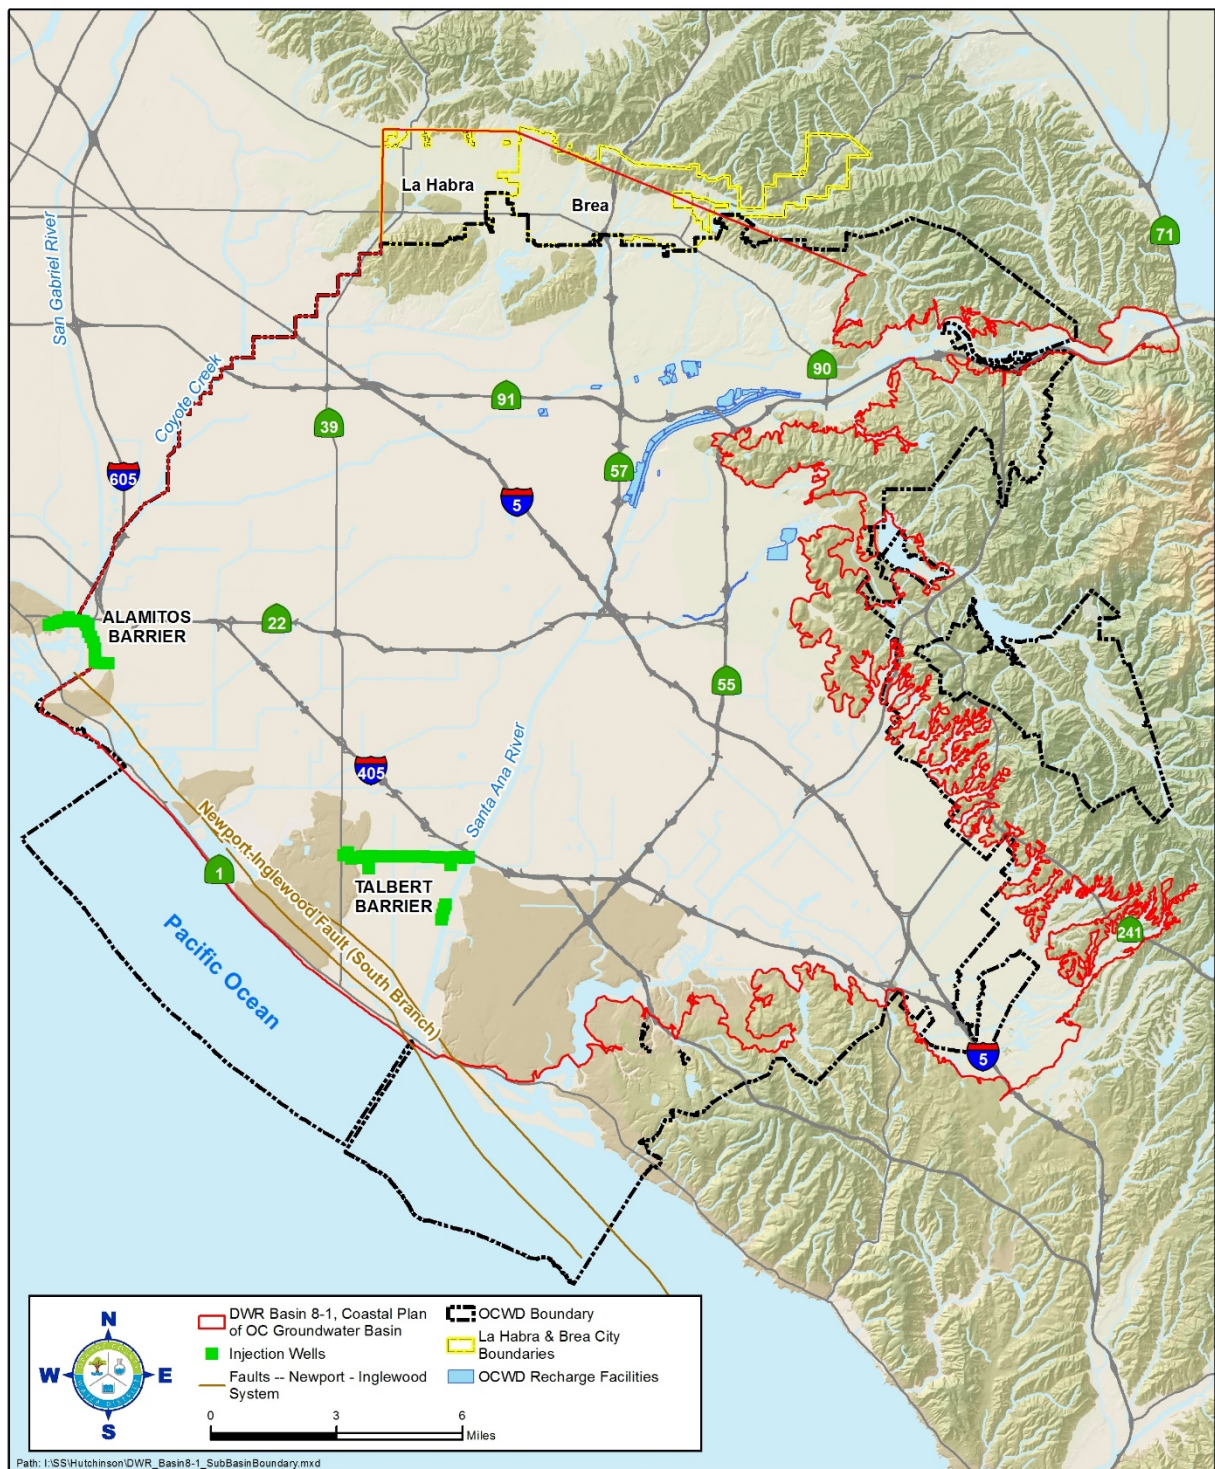 La Habra
Brea
71
San Gabriel River
Coyote Creek
90
91
39
57
605
5
ALAMITOS
BARRIER
22
55
Santa Ana River
405
Newport-Inglewood Fault (South Branch)
1
TALBERT
BARRIER
Pacific Ocean
241
5
N
W
E
S
DWR Basin 8-1, Coastal Plan
of OC Groundwater Basin
Injection Wells
Faults -- Newport - Inglewood
System
OCWD Boundary
La Habra & Brea City
Boundaries
OCWD Recharge Facilities
0
3
6
Miles
Path: I:\SS\Hutchinson\DWR_Basin8-1_SubBasinBoundary.mxd